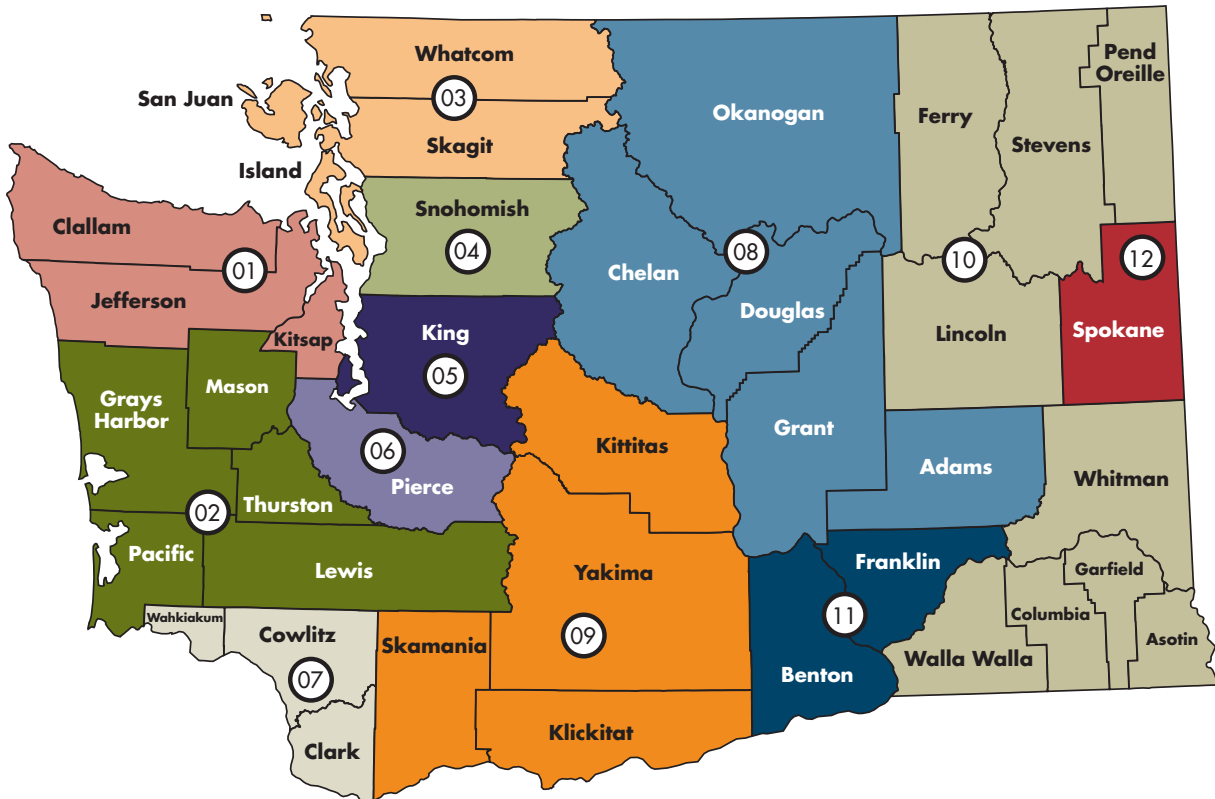 Whatcom
03
San Juan
Skagit
Island
Okanogan
Ferry
Stevens
Pend
Oreille
Clallam
01
Jefferson
Kitsap
Snohomish
04
Chelan
08
Douglas
10
Lincoln
12
Spokane
King
05
Grays
Harbor
Mason
06
Pierce
Kittitas
Grant
Adams
Whitman
02
Thurston
Pacific
Lewis
Yakima
09
Franklin
11
Benton
Garfield
Columbia
Asotin
Walla Walla
Wahkiakum
Cowlitz
07
Clark
Skamania
Klickitat